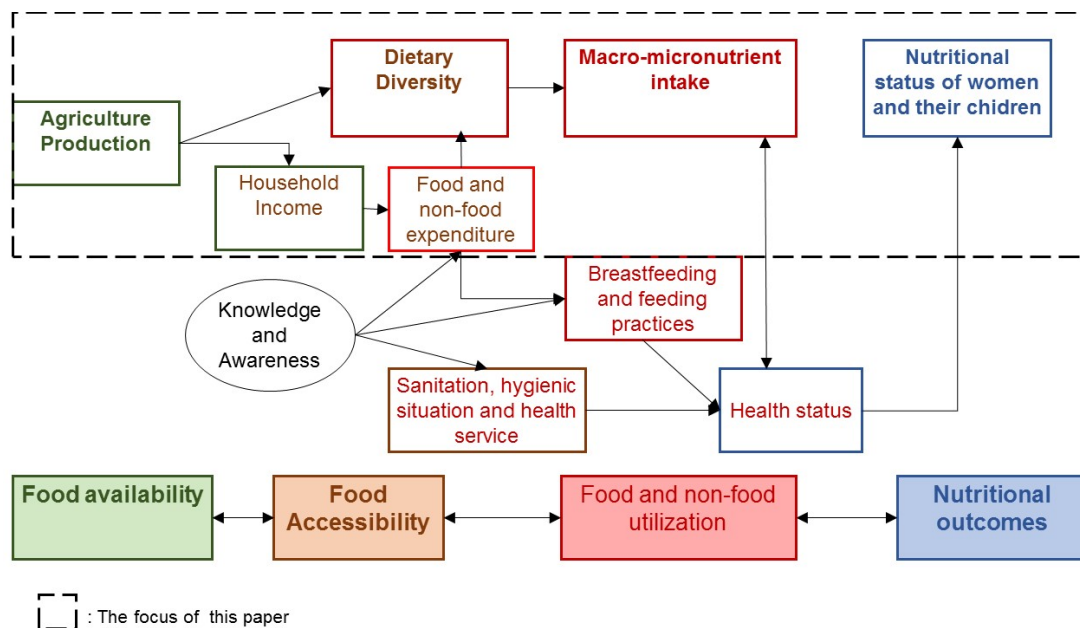 Dietary
Diversity
Macro-micronutrient
intake
Nutritional
status of women
and their chidren
Agriculture
Production
Household
Income
Food and
non-food
expenditure
Breastfeeding
and feeding
practices
Knowledge
and
Awareness
Sanitation, hygienic
situation and health
service
Health status
Food availability
Food
Accessibility
Food and non-food
utilization
Nutritional
outcomes
: The focus of this paper